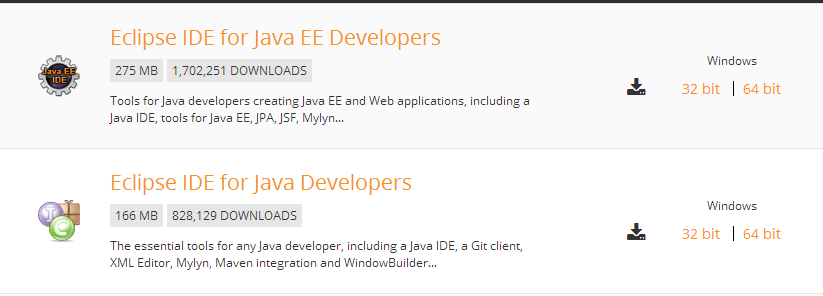 Eclipse IDE for Java EE Developers
Java EE
IDE
275 MB 1,702,251 DOWNLOADS
Windows
32 bit | 64 bit
Tools for Java developers creating Java EE and Web applications, including a
Java IDE, tools for Java EE, JPA, JSF, Mylyn...
Eclipse IDE for Java Developers
J
C
166 MB 828,129 DOWNLOADS
Windows
32 bit | 64 bit
The essential tools for any Java developer, including a Java IDE, a Git client,
XML Editor, Mylyn, Maven integration and WindowBuilder...